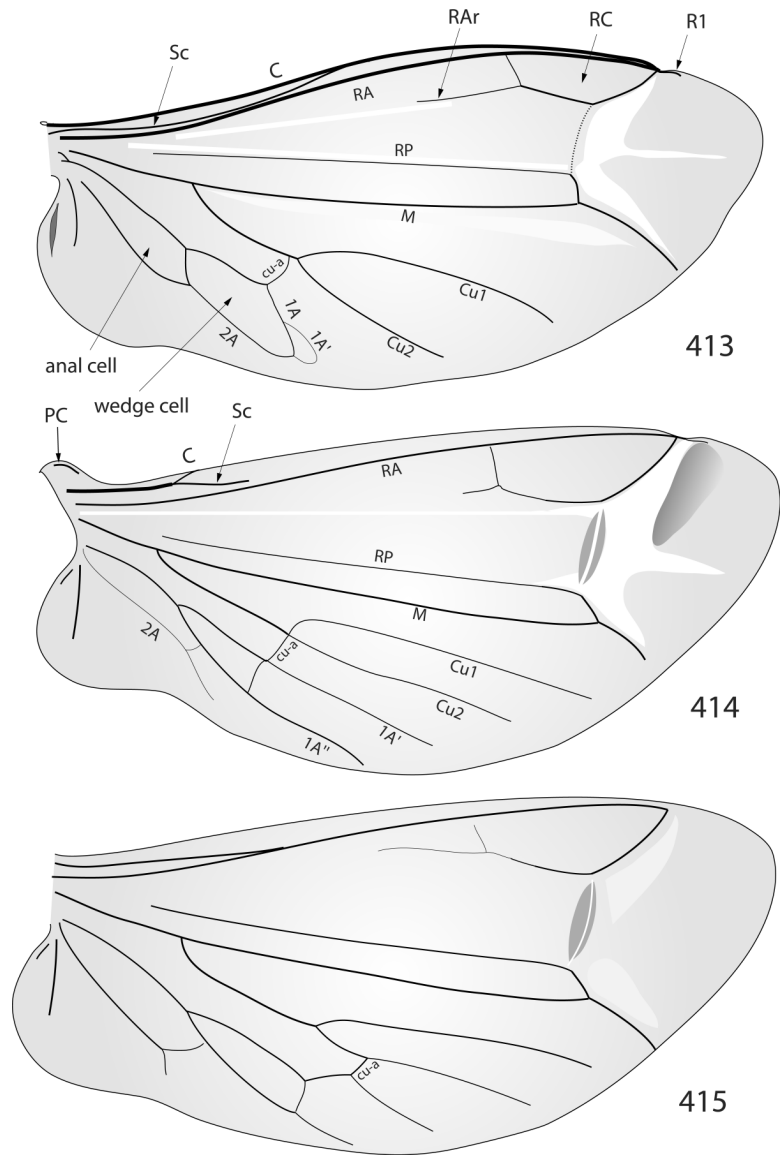 RAr RC R1
Sc C
RA
RP
M
cu-a
Cu1
1A
1A'
2A
Cu2
413
anal cell
wedge cell
PC
C Sc
RA
RP
M
2A
cu-a
Cu1
Cu2
414
1A'
1A"
cu-a
415